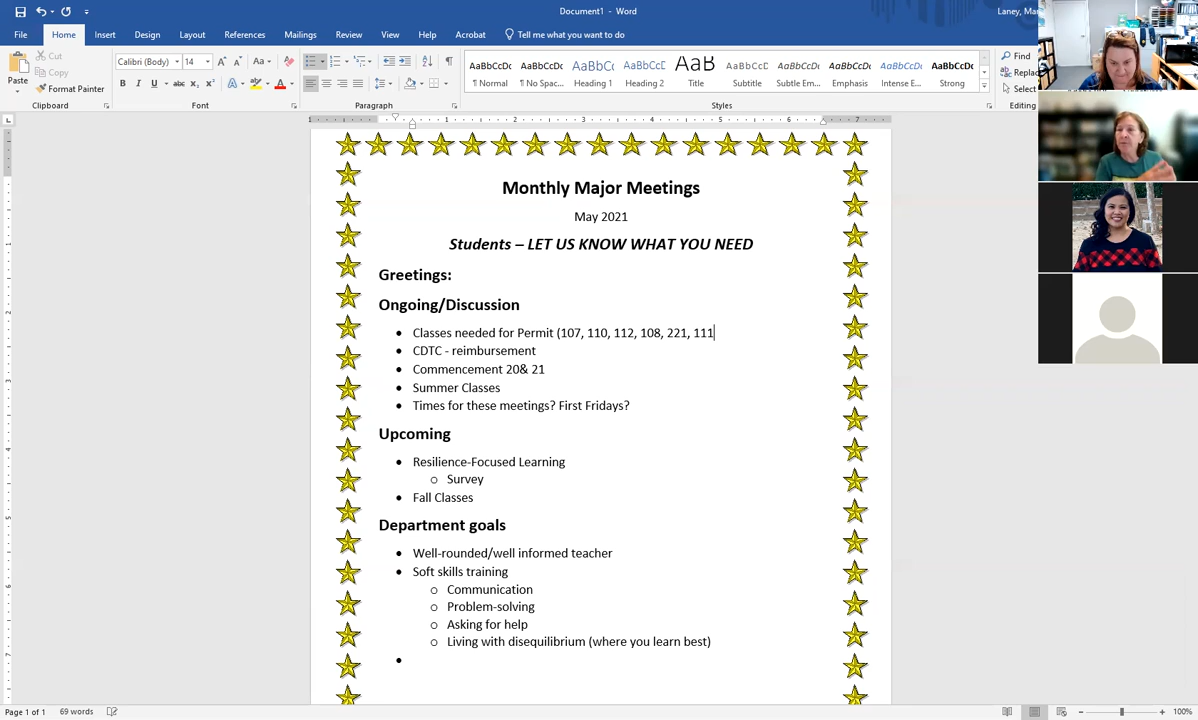 Document1 - Word
Laney, Mar
File Home Insert Design Layout References Mailings Review View Help Acrobat Tell me what you want to do
Paste
Cut
Copy
Format Painter
Clipboard
Calibri (Body) 14
Font
Paragraph
AaBbCcDc AaBbCcDc AaBbCc AaBbCcC AaB AaBbCcC AaBbCcDc AaBbCcDc AaBbCcDc AaBbCcDc
¶ Normal ¶ No Spac... Heading 1 Heading 2 Title Subtitle Subtle Em... Emphasis Intense E... Strong
Styles
Find
Replac
Select
Editing
Monthly Major Meetings
May 2021
Students – LET US KNOW WHAT YOU NEED
Greetings:
Ongoing/Discussion
• Classes needed for Permit (107, 110, 112, 108, 221, 111
• CDTC - reimbursement
• Commencement 20& 21
• Summer Classes
• Times for these meetings? First Fridays?
Upcoming
• Resilience-Focused Learning
o Survey
• Fall Classes
Department goals
• Well-rounded/well informed teacher
• Soft skills training
o Communication
o Problem-solving
o Asking for help
o Living with disequilibrium (where you learn best)
•
Page 1 of 1 69 words 100%